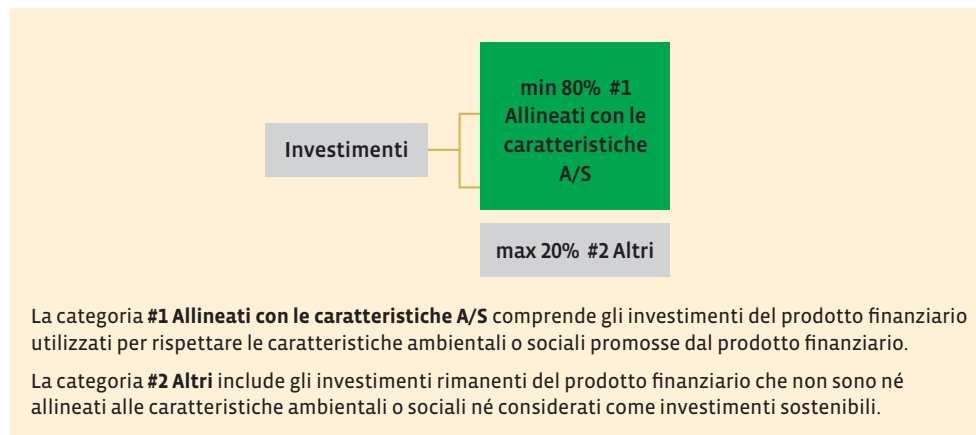 min 80% #1
Allineati con le
caratteristiche
A/S
Investimenti
max 20% #2 Altri
La categoria #1 Allineati con le caratteristiche A/S comprende gli investimenti del prodotto finanziario
utilizzati per rispettare le caratteristiche ambientali o sociali promosse dal prodotto finanziario.
La categoria #2 Altri include gli investimenti rimanenti del prodotto finanziario che non sono né
allineati alle caratteristiche ambientali o sociali né considerati come investimenti sostenibili.